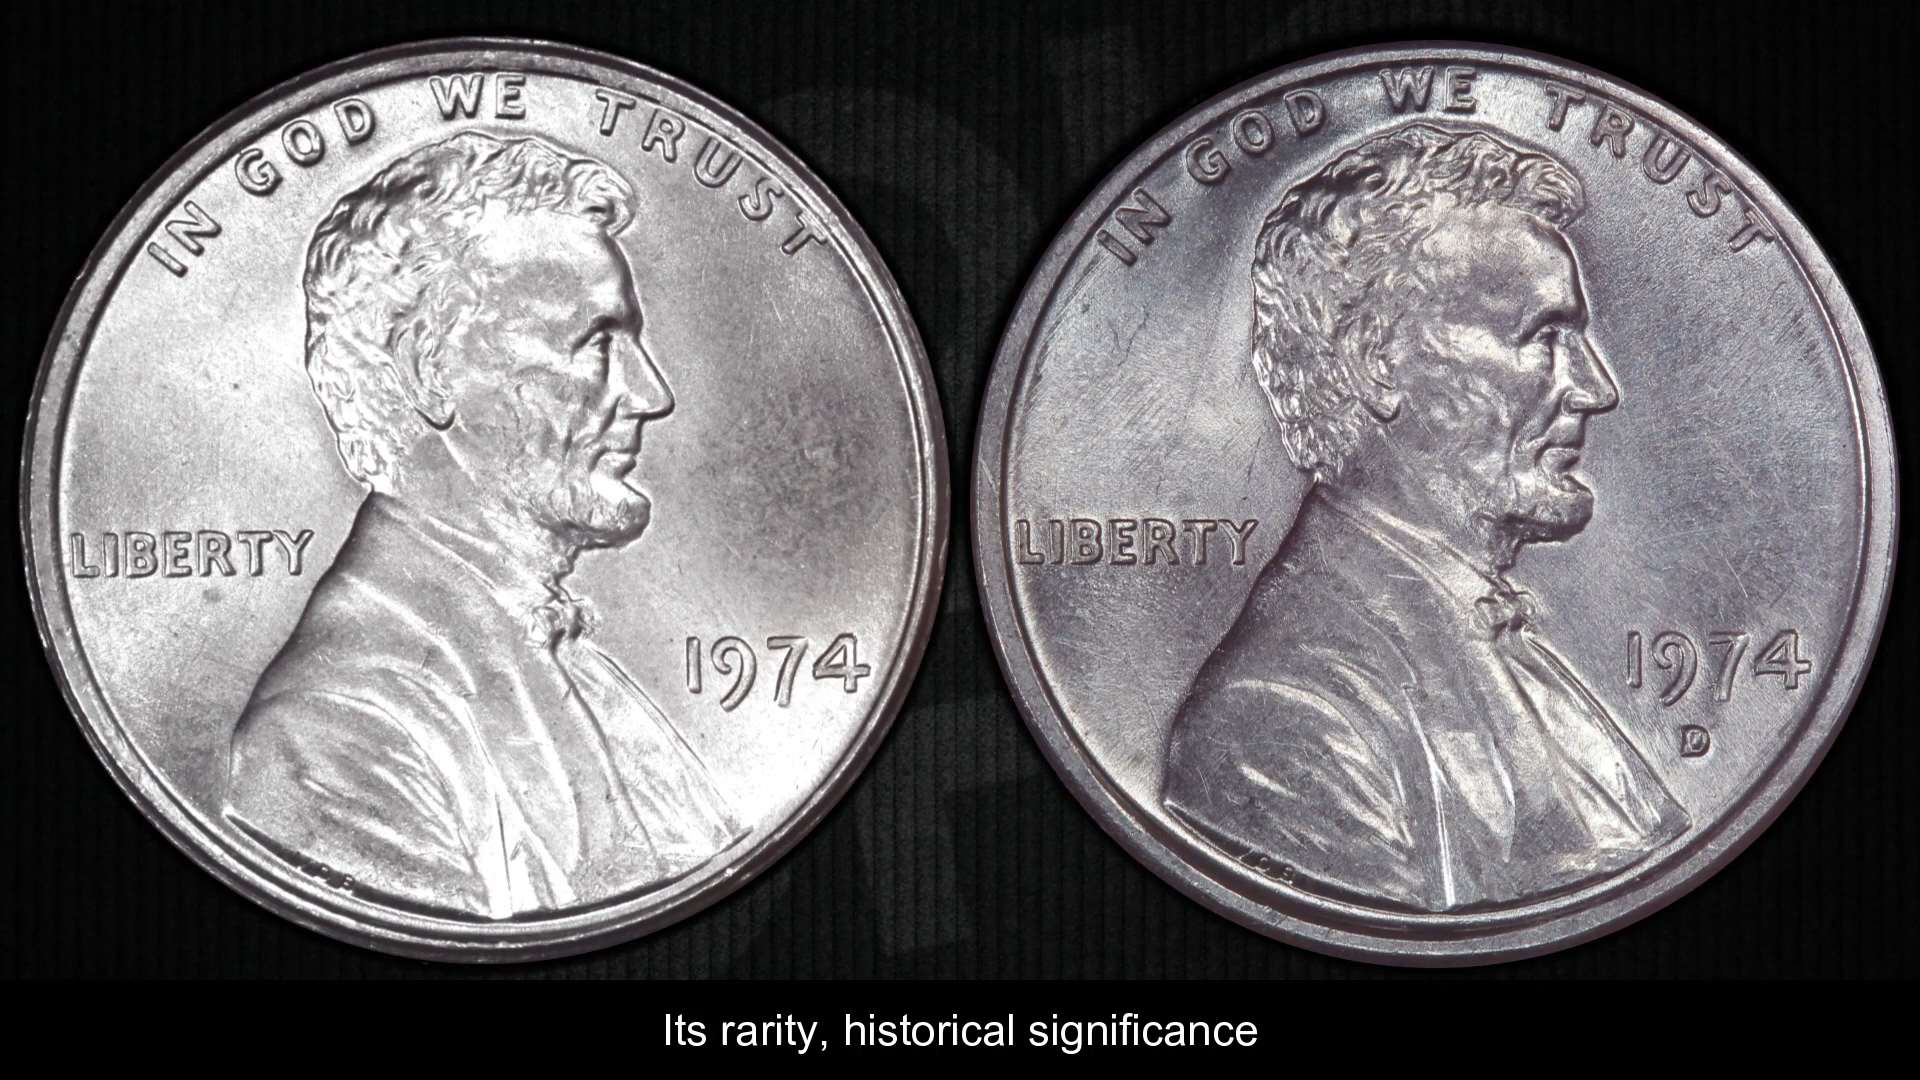 IN GOD WE TRUST
LIBERTY
1974
IN GOD WE TRUST
LIBERTY
1974
D
Its rarity, historical significance